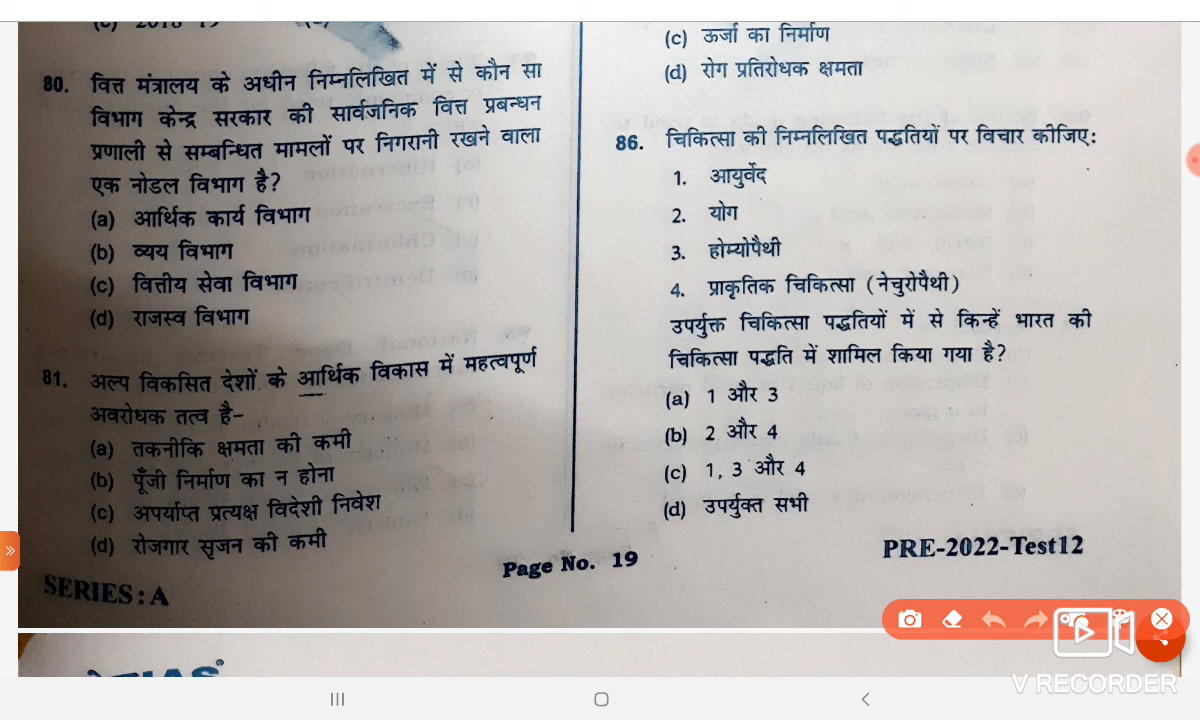 80. वित्त मंत्रालय के अधीन निम्नलिखित में से कौन सा
विभाग केन्द्र सरकार की सार्वजनिक वित्त प्रबन्धन
प्रणाली से सम्बन्धित मामलों पर निगरानी रखने वाला
एक नोडल विभाग है?
(a) आर्थिक कार्य विभाग
(b) व्यय विभाग
(c) वित्तीय सेवा विभाग
(d) राजस्व विभाग
81. अल्प विकसित देशों के आर्थिक विकास में महत्वपूर्ण
अवरोधक तत्व है-
(a) तकनीकि क्षमता की कमी
(b) पूँजी निर्माण का न होना
(c) अपर्याप्त प्रत्यक्ष विदेशी निवेश
(d) रोजगार सृजन की कमी
(c) ऊर्जा का निर्माण
(d) रोग प्रतिरोधक क्षमता
86. चिकित्सा की निम्नलिखित पद्धतियों पर विचार कीजिए:
1. आयुर्वेद
2. योग
3. होम्योपैथी
4. प्राकृतिक चिकित्सा (नेचुरोपैथी)
उपर्युक्त चिकित्सा पद्धतियों में से किन्हें भारत की
चिकित्सा पद्धति में शामिल किया गया है?
(a) 1 और 3
(b) 2 और 4
(c) 1, 3 और 4
(d) उपर्युक्त सभी
SERIES : A
Page No. 19
PRE-2022-Test12
V RECORDER